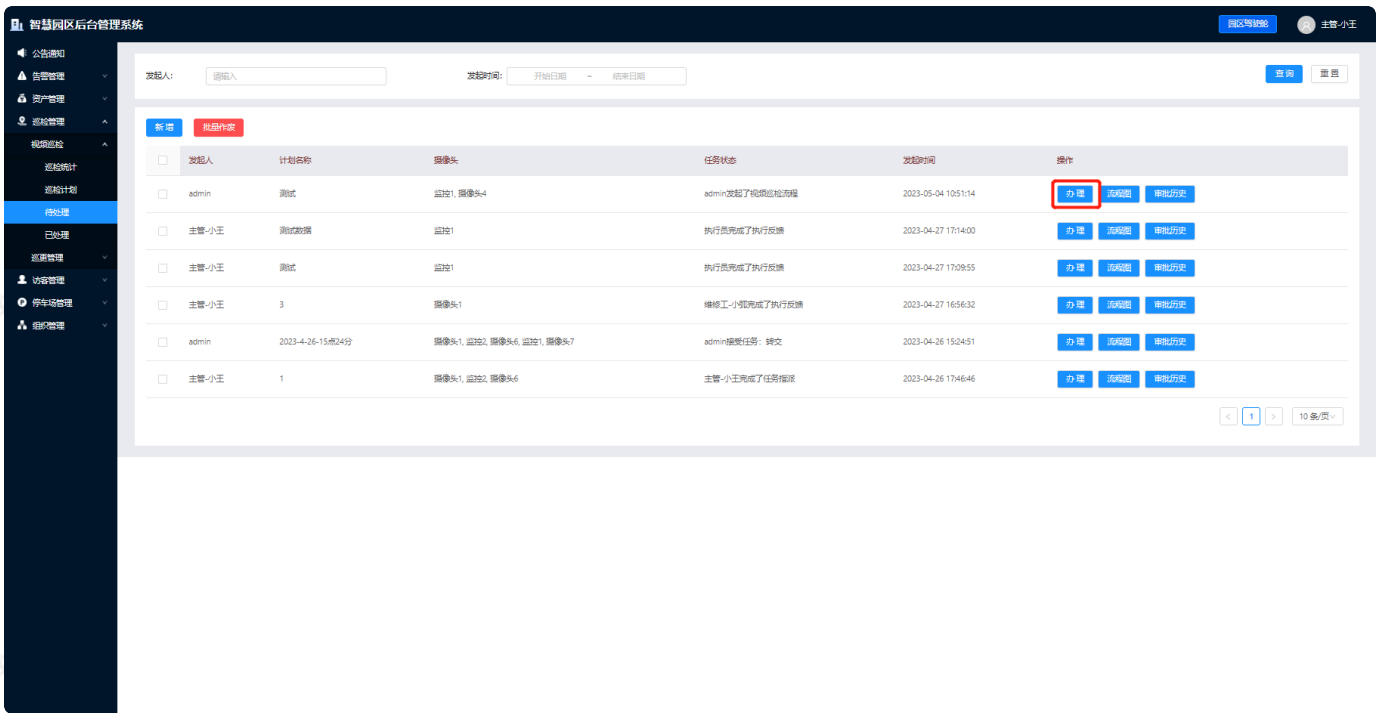 智慧园区后台管理系统 园区驾驶舱 主管-小王
公告通知
告警管理
资产管理
巡检管理
视频巡检
巡检统计
巡检计划
待处理
已处理
巡更管理
访客管理
停车场管理
组织管理
发起人: 请输入 发起时间: 开始日期 ~ 结束日期 查询 重置
新增 批量作废
发起人 计划名称 摄像头 任务状态 发起时间 操作
admin 测试 监控1, 摄像头4 admin发起了视频巡检流程 2023-05-04 10:51:14 办理 流程图 审批历史
主管-小王 测试数据 监控1 执行员完成了执行反馈 2023-04-27 17:14:00 办理 流程图 审批历史
主管-小王 测试 监控1 执行员完成了执行反馈 2023-04-27 17:09:55 办理 流程图 审批历史
主管-小王 3 摄像头1 维修工-小邹完成了执行反馈 2023-04-27 16:56:32 办理 流程图 审批历史
admin 2023-4-26-15点24分 摄像头1, 监控2, 摄像头6, 监控1, 摄像头7 admin接受任务：转交 2023-04-26 15:24:51 办理 流程图 审批历史
主管-小王 1 摄像头1, 监控2, 摄像头6 主管-小王完成了任务指派 2023-04-26 17:46:46 办理 流程图 审批历史
< 1 > 10 条/页